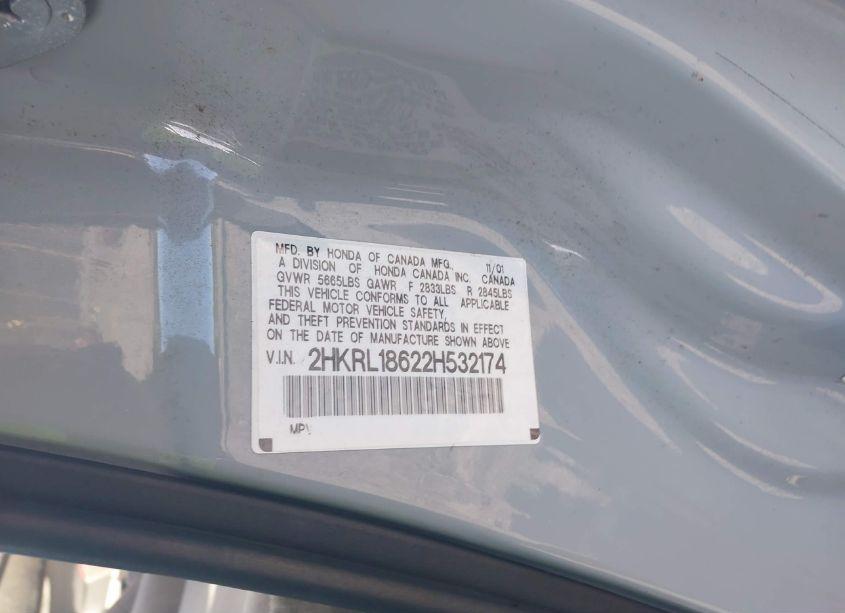 MFD. BY HONDA OF CANADA MFG. 11/01
A DIVISION OF HONDA CANADA INC. CANADA
GVWR 5665LBS GAWR F 2833LBS R 2845LBS
THIS VEHICLE CONFORMS TO ALL APPLICABLE
FEDERAL MOTOR VEHICLE SAFETY,
AND THEFT PREVENTION STANDARDS IN EFFECT
ON THE DATE OF MANUFACTURE SHOWN ABOVE
V.I.N. 2HKRL18622H532174
MPV